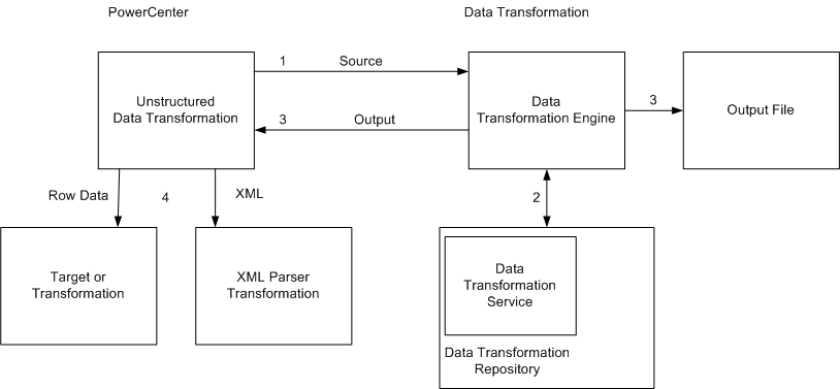 PowerCenter
Data Transformation
1
Source
Unstructured
Data Transformation
3
Output
Data
Transformation Engine
3
Output File
Row Data
4
XML
2
Target or
Transformation
XML Parser
Transformation
Data
Transformation
Service
Data Transformation
Repository